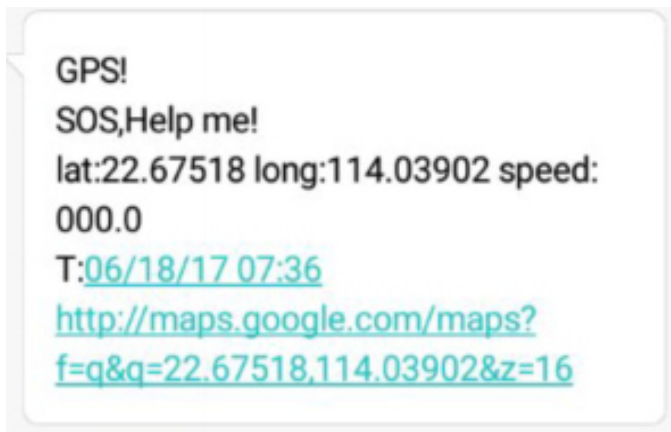 GPS!
SOS,Help me!
lat:22.67518 long:114.03902 speed:
000.0
T:06/18/17 07:36
http://maps.google.com/maps?
f=q&q=22.67518,114.03902&z=16